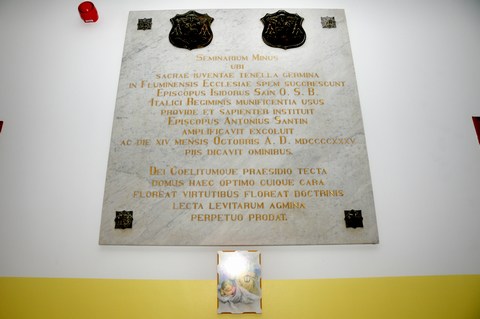 Seminarium Minus
ubi
sacrae iuventae tenella germina
in Fluminensis Ecclesiae spem succrescunt
Episcopus Isidorus Sain O. S. B.
Italici Regiminis munificentia usus
provide et sapienter instituit
Episcopus Antonius Santin
amplificavit excoluit
ac die XIV mensis Octobris A. D. MDCCCCXXXV
piis dicavit ominibus.
Dei Coelitumque praesidio tecta
domus haec optimo cuique cara
floreat virtutibus floreat doctrinis
lecta levitarum agmina
perpetuo prodat.